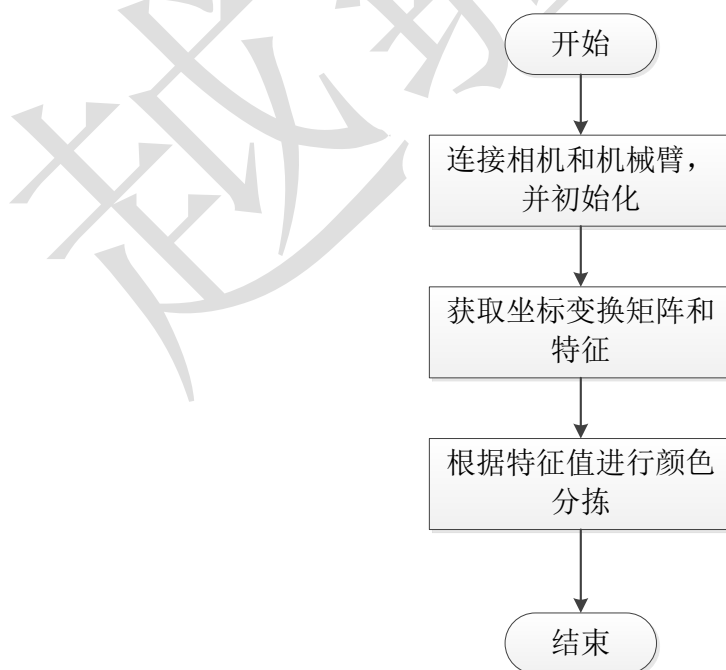 越
开始
连接相机和机械臂，
并初始化
获取坐标变换矩阵和
特征
根据特征值进行颜色
分拣
结束